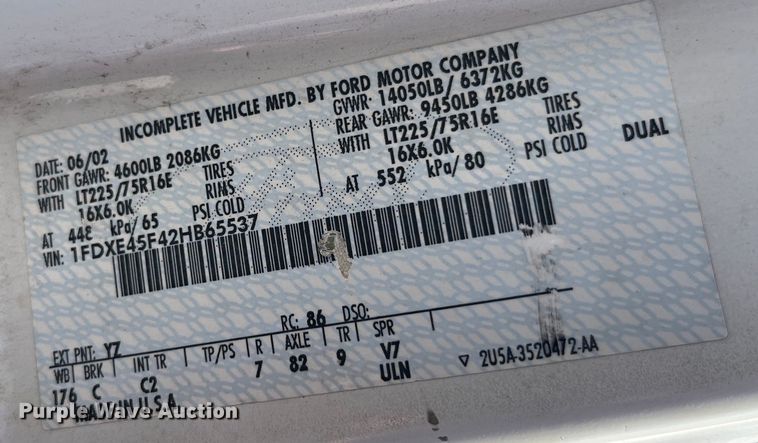 INCOMPLETE VEHICLE MFD. BY FORD MOTOR COMPANY
DATE: 06/02 GVWR: 14050LB/ 6372KG
FRONT GAWR: 4600LB 2086KG REAR GAWR: 9450LB 4286KG
WITH LT225/75R16E TIRES WITH LT225/75R16E TIRES
16X6.0K RIMS 16X6.0K RIMS DUAL
AT 448 kPa/ 65 PSI COLD AT 552 kPa/ 80 PSI COLD
VIN: 1FDXE45F42HB65537
RC: 86 DSO:
EXT PNT: YZ
WB BRK INT TR TP/PS R AXLE TR SPR
176 C C2 7 82 9 V7 ULN ▽ 2U5A-3520472-AA
MADE IN U.S.A.
PurpleWave Auction